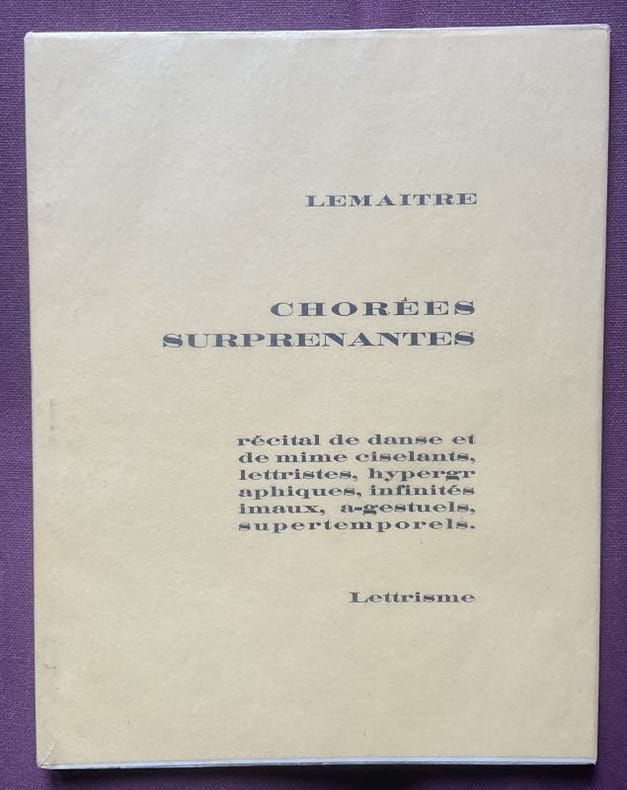 LEMAITRE
CHORÉES
SURPRENANTES
récital de danse et
de mime ciselants,
lettristes, hypergr
aphiques, infinités
imaux, a-gestuels,
supertemporels.
Lettrisme